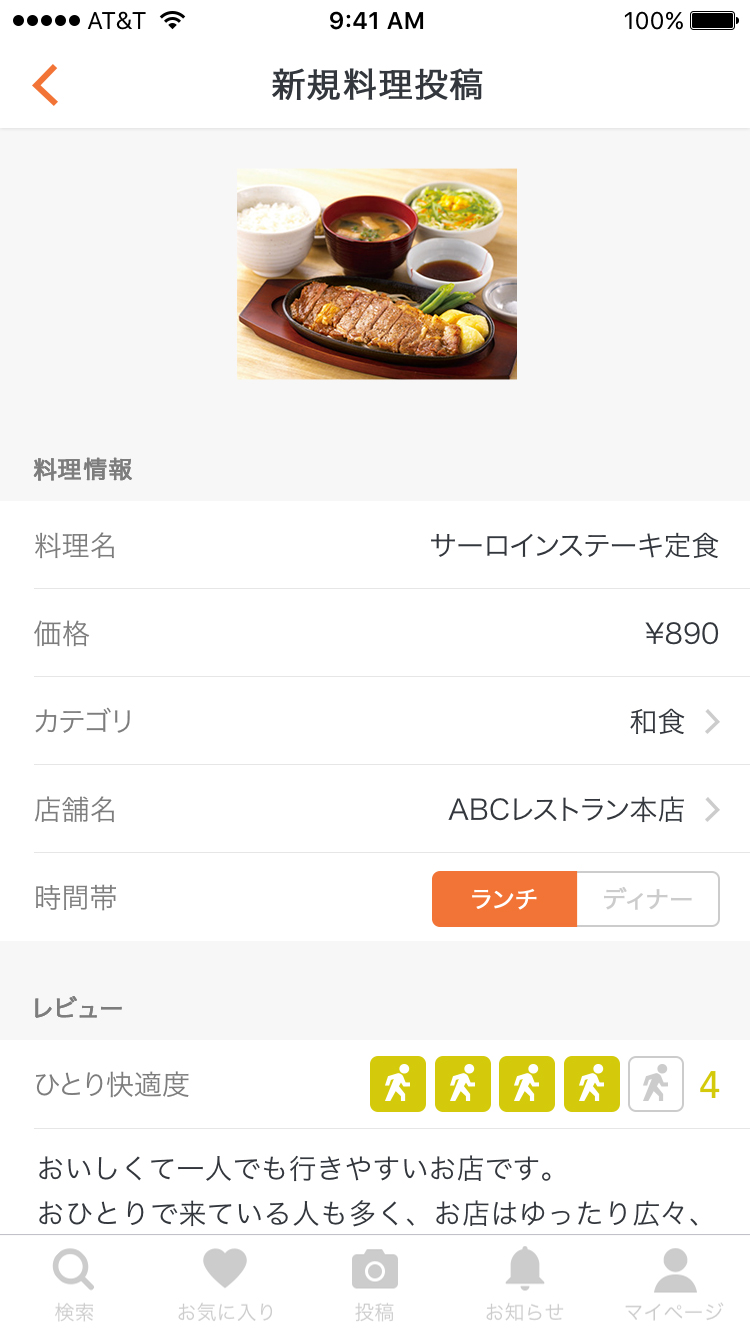 AT&T 9:41 AM 100%
新規料理投稿
料理情報
料理名 サーロインステーキ定食
価格 ¥890
カテゴリ 和食
店舗名 ABCレストラン本店
時間帯 ランチ ディナー
レビュー
ひとり快適度 4
おいしくて一人でも行きやすいお店です。
おひとりで来ている人も多く、お店はゆったり広々、
検索 お気に入り 投稿 お知らせ マイページ